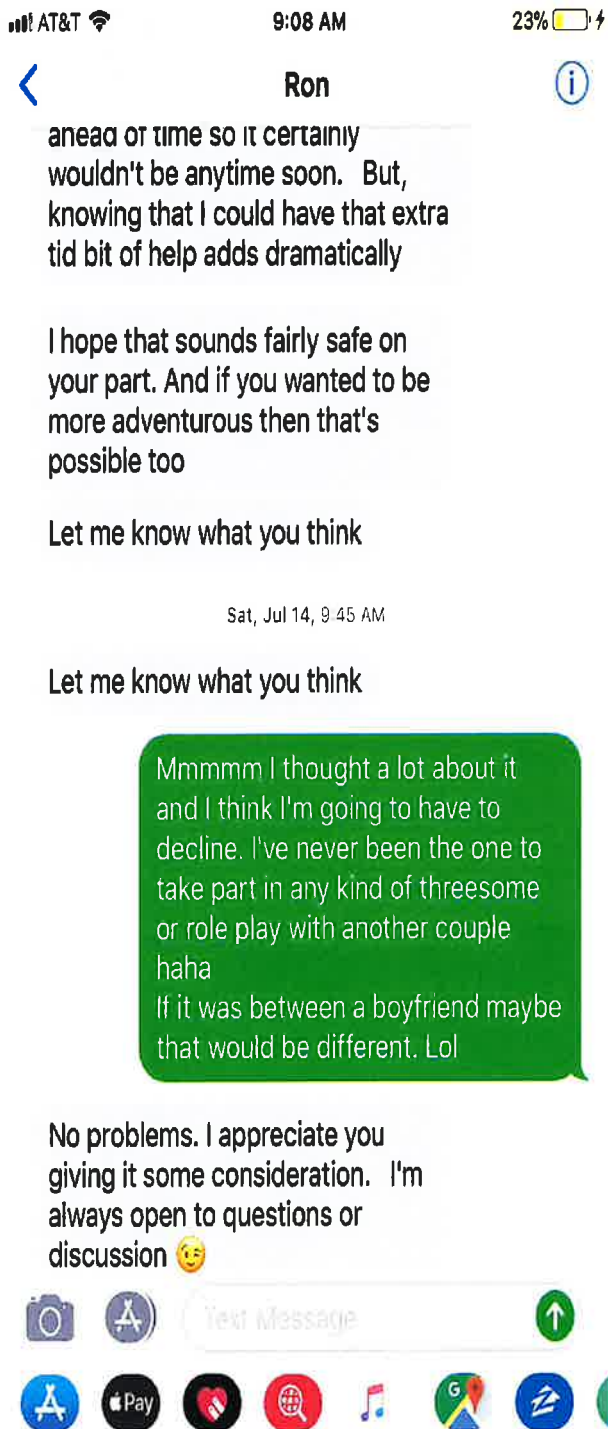 AT&T 9:08 AM 23%
Ron
ahead of time so it certainly
wouldn't be anytime soon. But,
knowing that I could have that extra
tid bit of help adds dramatically
I hope that sounds fairly safe on
your part. And if you wanted to be
more adventurous then that's
possible too
Let me know what you think
Sat, Jul 14, 9:45 AM
Let me know what you think
Mmmmm I thought a lot about it
and I think I'm going to have to
decline. I've never been the one to
take part in any kind of threesome
or role play with another couple
haha
If it was between a boyfriend maybe
that would be different. Lol
No problems. I appreciate you
giving it some consideration. I'm
always open to questions or
discussion 😉
Text Message
Pay
G